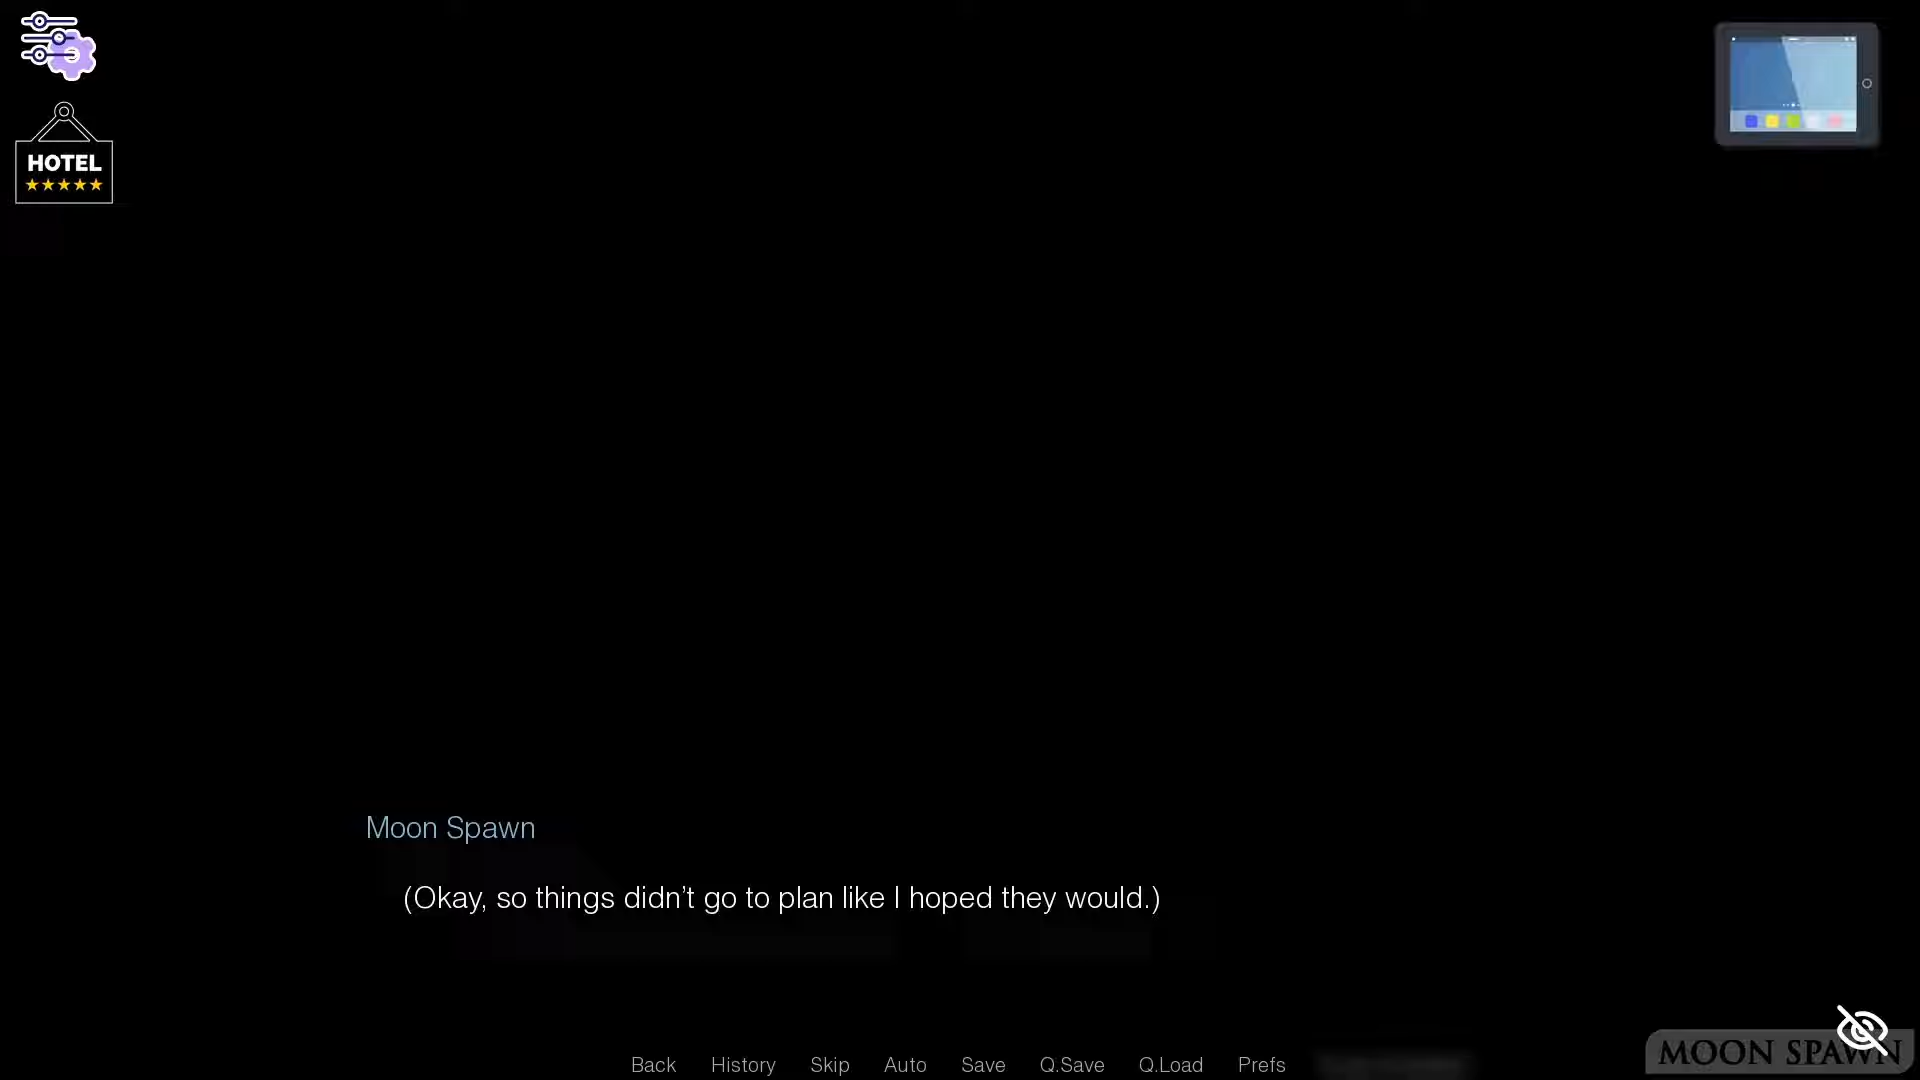 HOTEL
Moon Spawn
(Okay, so things didn't go to plan like I hoped they would.)
Back History Skip Auto Save Q.Save Q.Load Prefs
MOON SPAWN